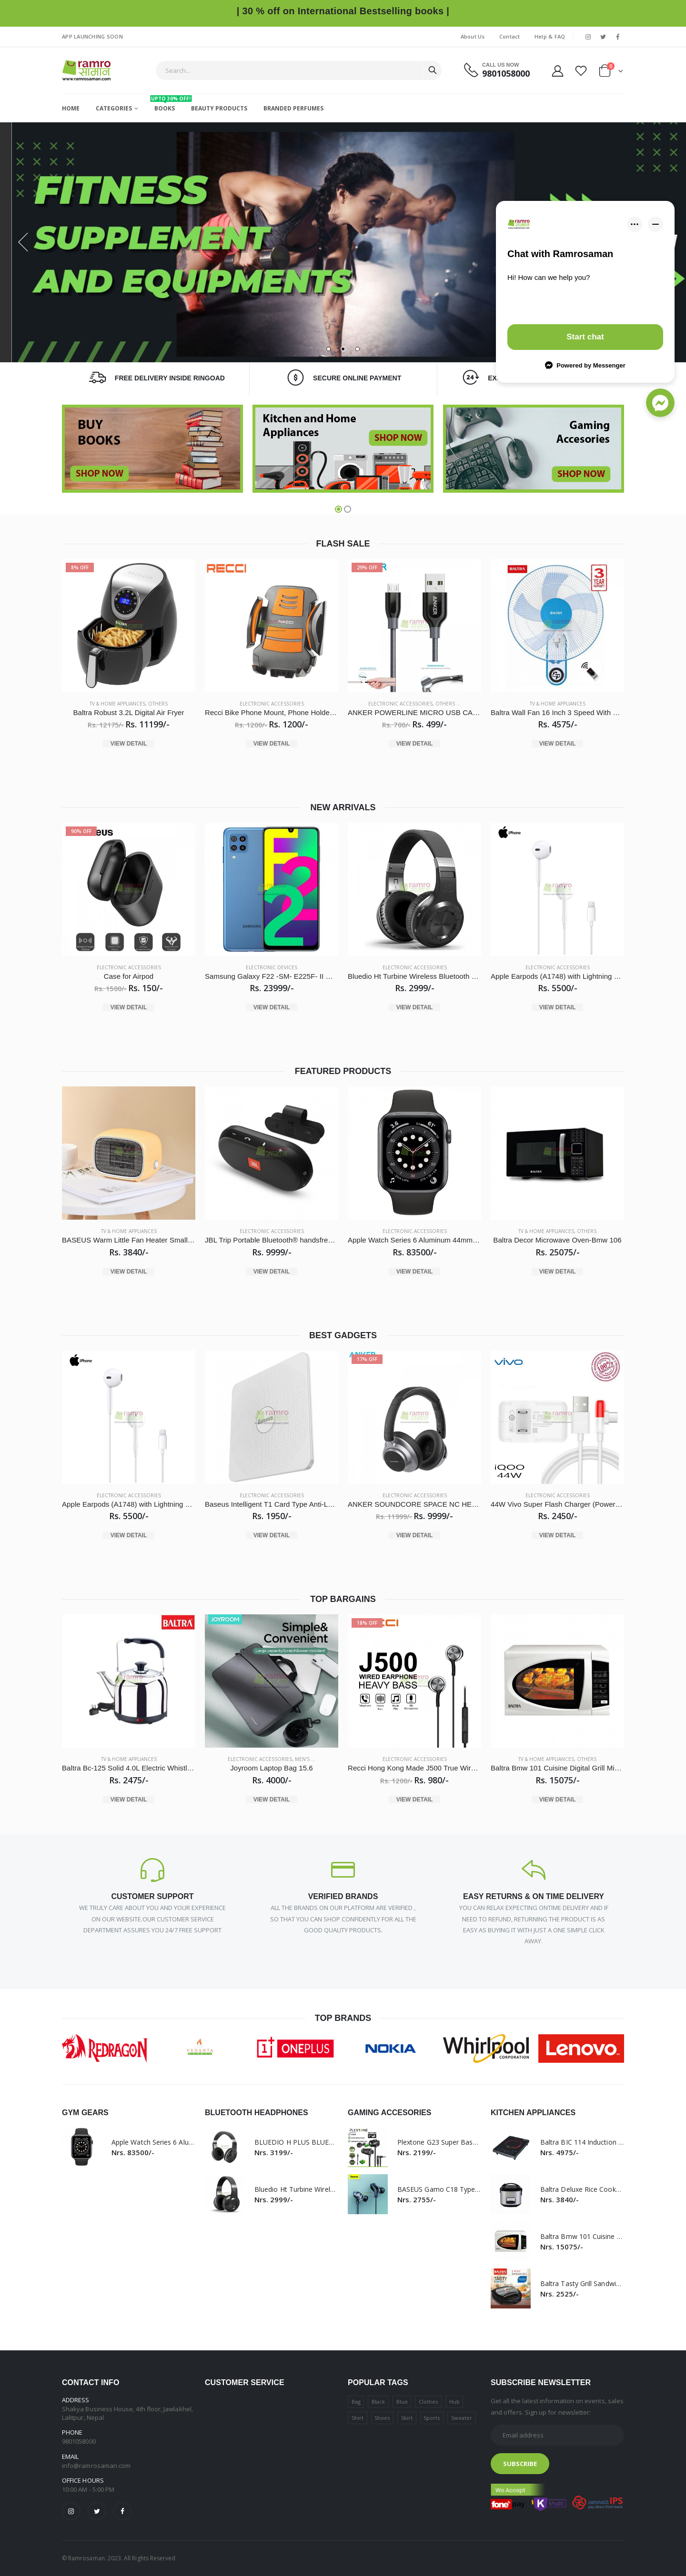 | 30 % off on International Bestselling books |
APP LAUNCHING SOON
About Us
Contact
Help & FAQ
ramro
सामान
www.ramrosaman.com
Search...
CALL US NOW
9801058000
0
HOME
CATEGORIES
UPTO 30% OFF!
BOOKS
BEAUTY PRODUCTS
BRANDED PERFUMES
FITNESS
SUPPLEMENT
AND EQUIPMENTS
Chat with Ramrosaman
Hi! How can we help you?
Start chat
Powered by Messenger
FREE DELIVERY INSIDE RINGOAD
SECURE ONLINE PAYMENT
24
EX
BUY
BOOKS
SHOP NOW
Kitchen and Home
Appliances
SHOP NOW
Gaming
Accesories
SHOP NOW
FLASH SALE
8% OFF
TV & HOME APPLIANCES, OTHERS
Baltra Robust 3.2L Digital Air Fryer
Rs. 12175/- Rs. 11199/-
VIEW DETAIL
RECCI
ELECTRONIC ACCESSORIES
Recci Bike Phone Mount, Phone Holde...
Rs. 1200/- Rs. 1200/-
VIEW DETAIL
29% OFF
ANKER
ELECTRONIC ACCESSORIES, OTHERS
ANKER POWERLINE MICRO USB CA...
Rs. 700/- Rs. 499/-
VIEW DETAIL
BALTRA
3
YEAR
TV & HOME APPLIANCES
Baltra Wall Fan 16 Inch 3 Speed With ...
Rs. 4575/-
VIEW DETAIL
NEW ARRIVALS
90% OFF
ELECTRONIC ACCESSORIES
Case for Airpod
Rs. 1500/- Rs. 150/-
VIEW DETAIL
F22
ELECTRONIC DEVICES
Samsung Galaxy F22 -SM- E225F- II ...
Rs. 23999/-
VIEW DETAIL
ELECTRONIC ACCESSORIES
Bluedio Ht Turbine Wireless Bluetooth ...
Rs. 2999/-
VIEW DETAIL
iPhone
ELECTRONIC ACCESSORIES
Apple Earpods (A1748) with Lightning ...
Rs. 5500/-
VIEW DETAIL
FEATURED PRODUCTS
TV & HOME APPLIANCES
BASEUS Warm Little Fan Heater Small...
Rs. 3840/-
VIEW DETAIL
JBL
ELECTRONIC ACCESSORIES
JBL Trip Portable Bluetooth® handsfre...
Rs. 9999/-
VIEW DETAIL
ELECTRONIC ACCESSORIES
Apple Watch Series 6 Aluminum 44mm...
Rs. 83500/-
VIEW DETAIL
BALTRA
TV & HOME APPLIANCES, OTHERS
Baltra Decor Microwave Oven-Bmw 106
Rs. 25075/-
VIEW DETAIL
BEST GADGETS
iPhone
ELECTRONIC ACCESSORIES
Apple Earpods (A1748) with Lightning ...
Rs. 5500/-
VIEW DETAIL
ELECTRONIC ACCESSORIES
Baseus Intelligent T1 Card Type Anti-L...
Rs. 1950/-
VIEW DETAIL
17% OFF
ELECTRONIC ACCESSORIES
ANKER SOUNDCORE SPACE NC HE...
Rs. 11999/- Rs. 9999/-
VIEW DETAIL
vivo
iQOO
44W
ELECTRONIC ACCESSORIES
44W Vivo Super Flash Charger (Power...
Rs. 2450/-
VIEW DETAIL
TOP BARGAINS
BALTRA
TV & HOME APPLIANCES
Baltra Bc-125 Solid 4.0L Electric Whistl...
Rs. 2475/-
VIEW DETAIL
JOYROOM
Simple&
Convenient
ELECTRONIC ACCESSORIES, MEN'S ...
Joyroom Laptop Bag 15.6
Rs. 4000/-
VIEW DETAIL
18% OFF
J500
WIRED EARPHONE
HEAVY BASS
ELECTRONIC ACCESSORIES
Recci Hong Kong Made J500 True Wir...
Rs. 1200/- Rs. 980/-
VIEW DETAIL
TV & HOME APPLIANCES, OTHERS
Baltra Bmw 101 Cuisine Digital Grill Mi...
Rs. 15075/-
VIEW DETAIL
CUSTOMER SUPPORT
WE TRULY CARE ABOUT YOU AND YOUR EXPERIENCE
ON OUR WEBSITE.OUR CUSTOMER SERVICE
DEPARTMENT ASSURES YOU 24/7 FREE SUPPORT
VERIFIED BRANDS
ALL THE BRANDS ON OUR PLATFORM ARE VERIFIED ,
SO THAT YOU CAN SHOP CONFIDENTLY FOR ALL THE
GOOD QUALITY PRODUCTS.
EASY RETURNS & ON TIME DELIVERY
YOU CAN RELAX EXPECTING ONTIME DELIVERY AND IF
NEED TO REFUND, RETURNING THE PRODUCT IS AS
EASY AS BUYING IT WITH JUST A ONE SIMPLE CLICK
AWAY.
TOP BRANDS
REDRAGON
ONEPLUS
NOKIA
Whirlpool
CORPORATION
Lenovo
GYM GEARS
Apple Watch Series 6 Alu...
Nrs. 83500/-
BLUETOOTH HEADPHONES
BLUEDIO H PLUS BLUE...
Nrs. 3199/-
Bluedio Ht Turbine Wirel...
Nrs. 2999/-
GAMING ACCESORIES
Plextone G23 Super Bas...
Nrs. 2199/-
BASEUS Gamo C18 Type...
Nrs. 2755/-
KITCHEN APPLIANCES
Baltra BIC 114 Induction ...
Nrs. 4975/-
Baltra Deluxe Rice Cook...
Nrs. 3840/-
Baltra Bmw 101 Cuisine ...
Nrs. 15075/-
Baltra Tasty Grill Sandwi...
Nrs. 2525/-
CONTACT INFO
ADDRESS
Shakya Business House, 4th floor, Jawlalkhel,
Lalitpur, Nepal
PHONE
9801058000
EMAIL
info@ramrosaman.com
OFFICE HOURS
10:00 AM - 5:00 PM
CUSTOMER SERVICE
POPULAR TAGS
Bag
Black
Blue
Clothes
Hub
Shirt
Shoes
Skirt
Sports
Sweater
SUBSCRIBE NEWSLETTER
Get all the latest information on events, sales
and offers. Sign up for newsletter:
Email address
SUBSCRIBE
We Accept
fonepay
khalti
connect IPS
© Ramrosaman. 2023. All Rights Reserved